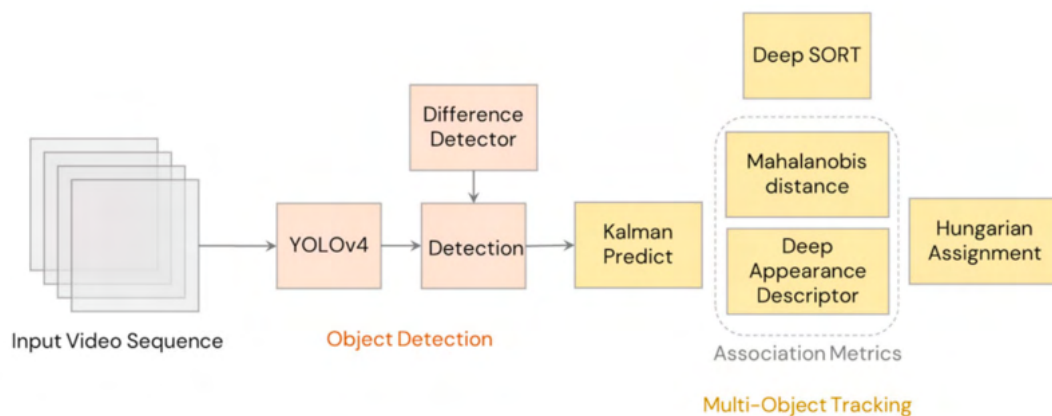 Deep SORT
Difference
Detector
Mahalanobis
distance
YOLOv4
Detection
Kalman
Predict
Deep
Appearance
Descriptor
Hungarian
Assignment
Input Video Sequence
Object Detection
Association Metrics
Multi-Object Tracking